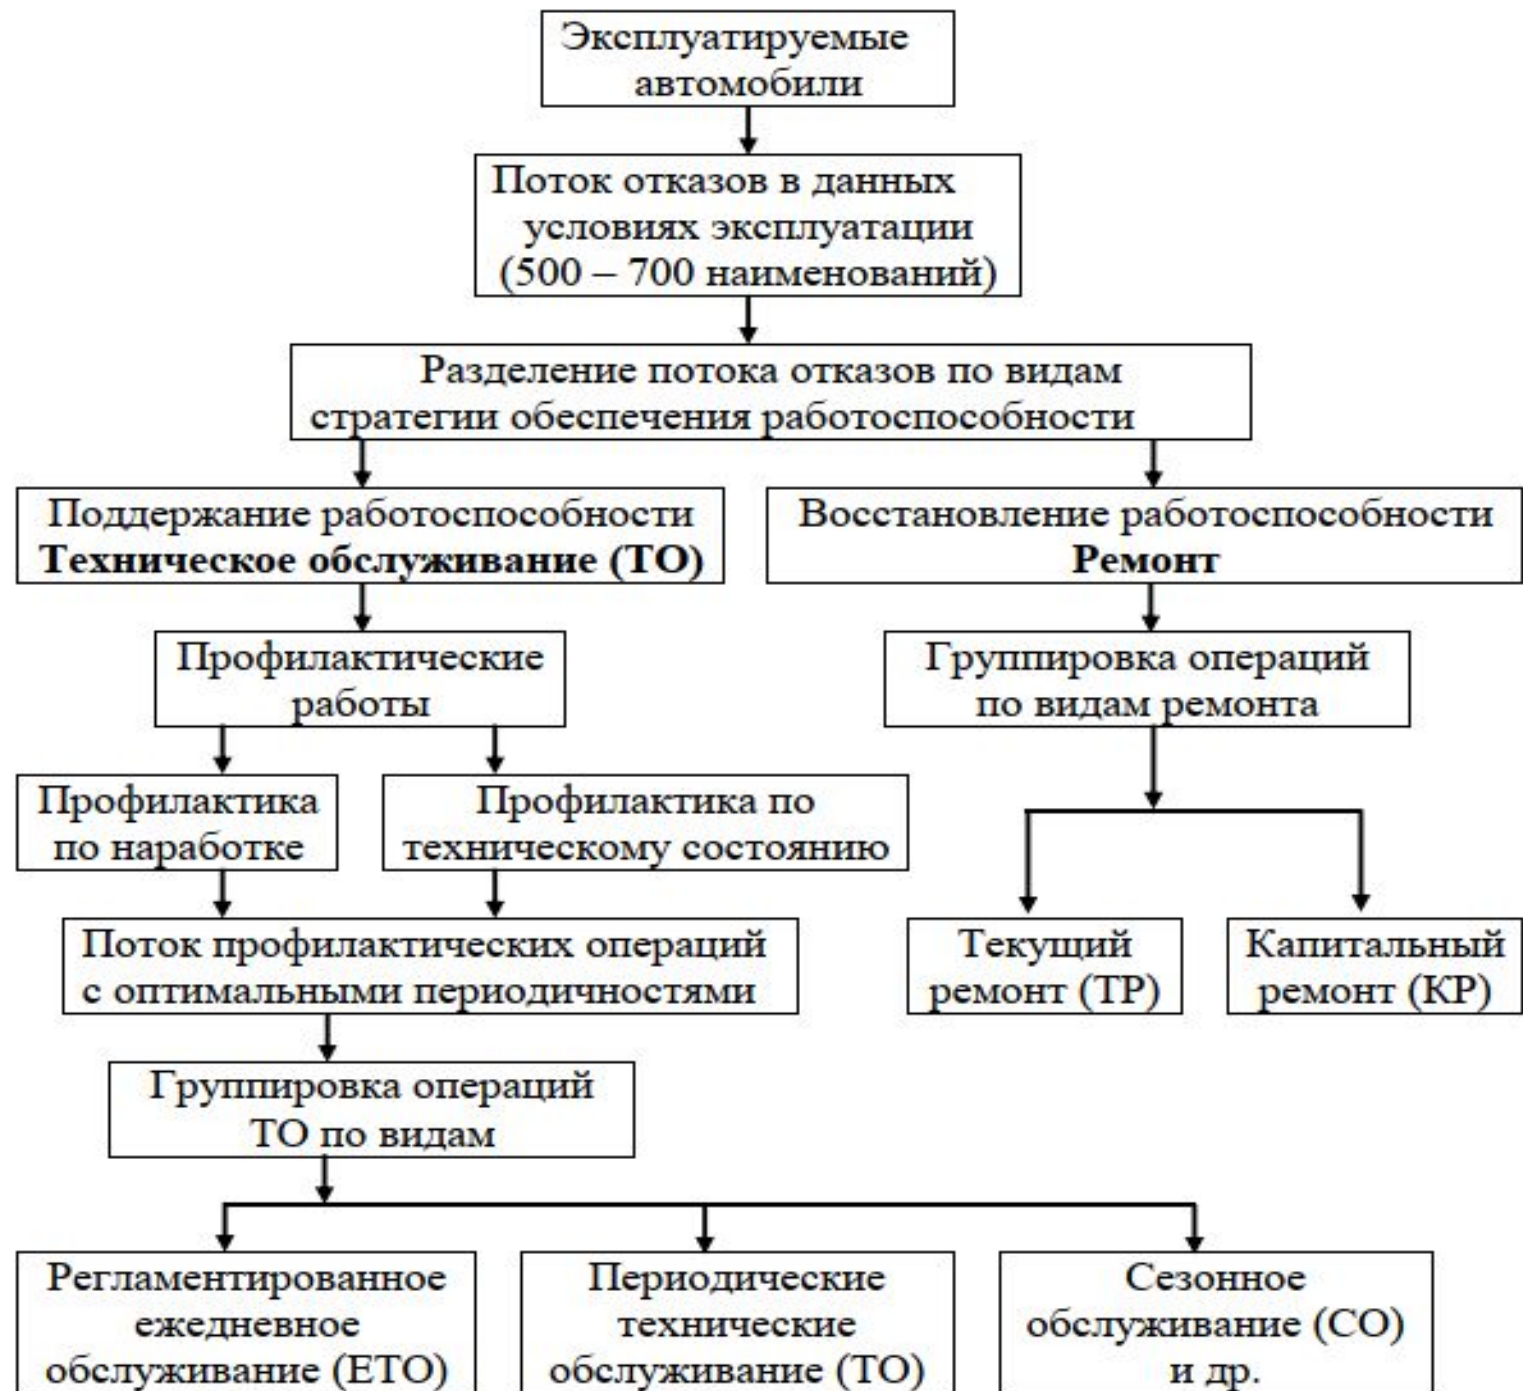 Эксплуатируемые
автомобили
Поток отказов в данных
условиях эксплуатации
(500 – 700 наименований)
Разделение потока отказов по видам
стратегии обеспечения работоспособности
Поддержание работоспособности
Техническое обслуживание (ТО)
Восстановление работоспособности
Ремонт
Профилактические
работы
Группировка операций
по видам ремонта
Профилактика
по наработке
Профилактика по
техническому состоянию
Поток профилактических операций
с оптимальными периодичностями
Текущий
ремонт (ТР)
Капитальный
ремонт (КР)
Группировка операций
ТО по видам
Регламентированное
ежедневное
обслуживание (ЕТО)
Периодические
технические
обслуживание (ТО)
Сезонное
обслуживание (СО)
и др.